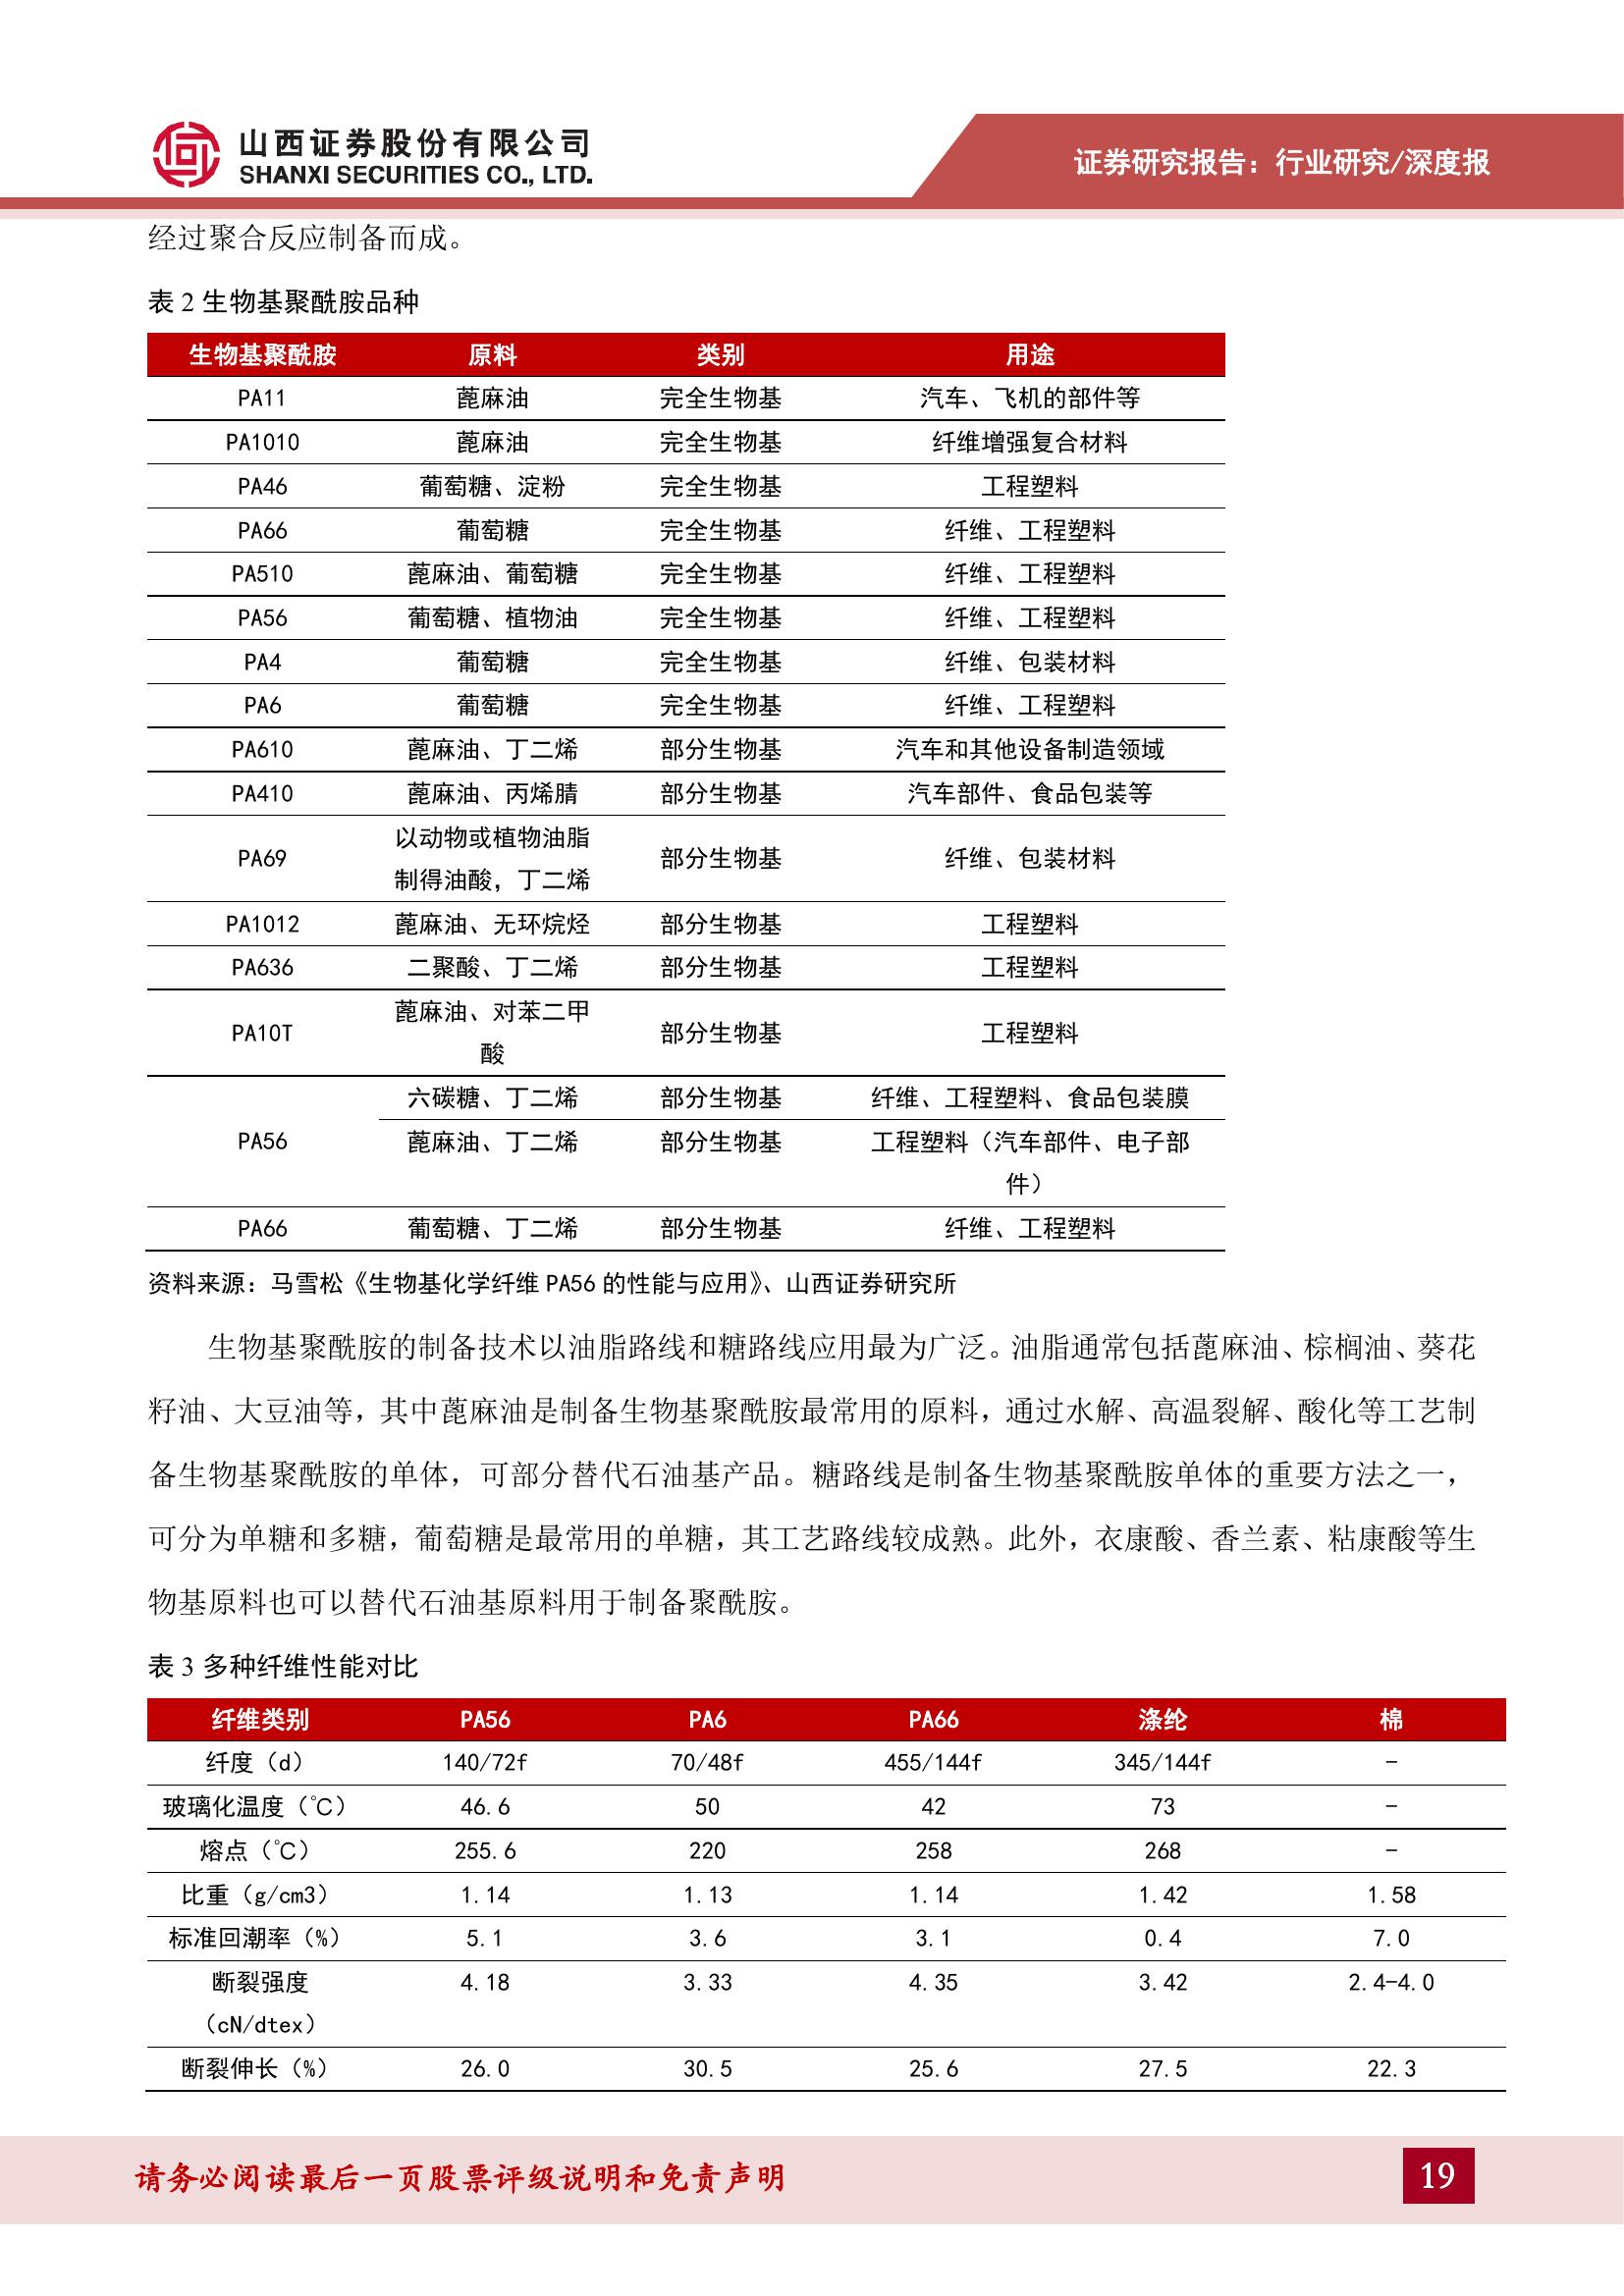 山西证券股份有限公司
SHANXI SECURITIES CO., LTD.
证券研究报告：行业研究/深度报
经过聚合反应制备而成。
表 2 生物基聚酰胺品种
生物基聚酰胺 原料 类别 用途
PA11 蓖麻油 完全生物基 汽车、飞机的部件等
PA1010 蓖麻油 完全生物基 纤维增强复合材料
PA46 葡萄糖、淀粉 完全生物基 工程塑料
PA66 葡萄糖 完全生物基 纤维、工程塑料
PA510 蓖麻油、葡萄糖 完全生物基 纤维、工程塑料
PA56 葡萄糖、植物油 完全生物基 纤维、工程塑料
PA4 葡萄糖 完全生物基 纤维、包装材料
PA6 葡萄糖 完全生物基 纤维、工程塑料
PA610 蓖麻油、丁二烯 部分生物基 汽车和其他设备制造领域
PA410 蓖麻油、丙烯腈 部分生物基 汽车部件、食品包装等
以动物或植物油脂
PA69 部分生物基 纤维、包装材料
制得油酸，丁二烯
PA1012 蓖麻油、无环烷烃 部分生物基 工程塑料
PA636 二聚酸、丁二烯 部分生物基 工程塑料
蓖麻油、对苯二甲
PA10T 部分生物基 工程塑料
酸
六碳糖、丁二烯 部分生物基 纤维、工程塑料、食品包装膜
PA56 蓖麻油、丁二烯 部分生物基 工程塑料（汽车部件、电子部
件）
PA66 葡萄糖、丁二烯 部分生物基 纤维、工程塑料
资料来源：马雪松《生物基化学纤维 PA56 的性能与应用》、山西证券研究所
生物基聚酰胺的制备技术以油脂路线和糖路线应用最为广泛。油脂通常包括蓖麻油、棕榈油、葵花
籽油、大豆油等，其中蓖麻油是制备生物基聚酰胺最常用的原料，通过水解、高温裂解、酸化等工艺制
备生物基聚酰胺的单体，可部分替代石油基产品。糖路线是制备生物基聚酰胺单体的重要方法之一，
可分为单糖和多糖，葡萄糖是最常用的单糖，其工艺路线较成熟。此外，衣康酸、香兰素、粘康酸等生
物基原料也可以替代石油基原料用于制备聚酰胺。
表 3 多种纤维性能对比
纤维类别 PA56 PA6 PA66 涤纶 棉
纤度（d） 140/72f 70/48f 455/144f 345/144f -
玻璃化温度（℃） 46.6 50 42 73 -
熔点（℃） 255.6 220 258 268 -
比重（g/cm3） 1.14 1.13 1.14 1.42 1.58
标准回潮率（%） 5.1 3.6 3.1 0.4 7.0
断裂强度 4.18 3.33 4.35 3.42 2.4-4.0
（cN/dtex）
断裂伸长（%） 26.0 30.5 25.6 27.5 22.3
请务必阅读最后一页股票评级说明和免责声明
19